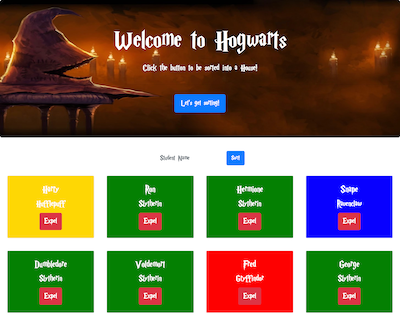 Welcome to Hogwarts
Click the button to be sorted into a House!
Let's get sorting!
Student Name
Sort
Harry
Hufflepuff
Expel
Ron
Slytherin
Expel
Hermione
Slytherin
Expel
Snape
Ravenclaw
Expel
Dumbledore
Slytherin
Expel
Voldemort
Slytherin
Expel
Fred
Gryffindor
Expel
George
Slytherin
Expel